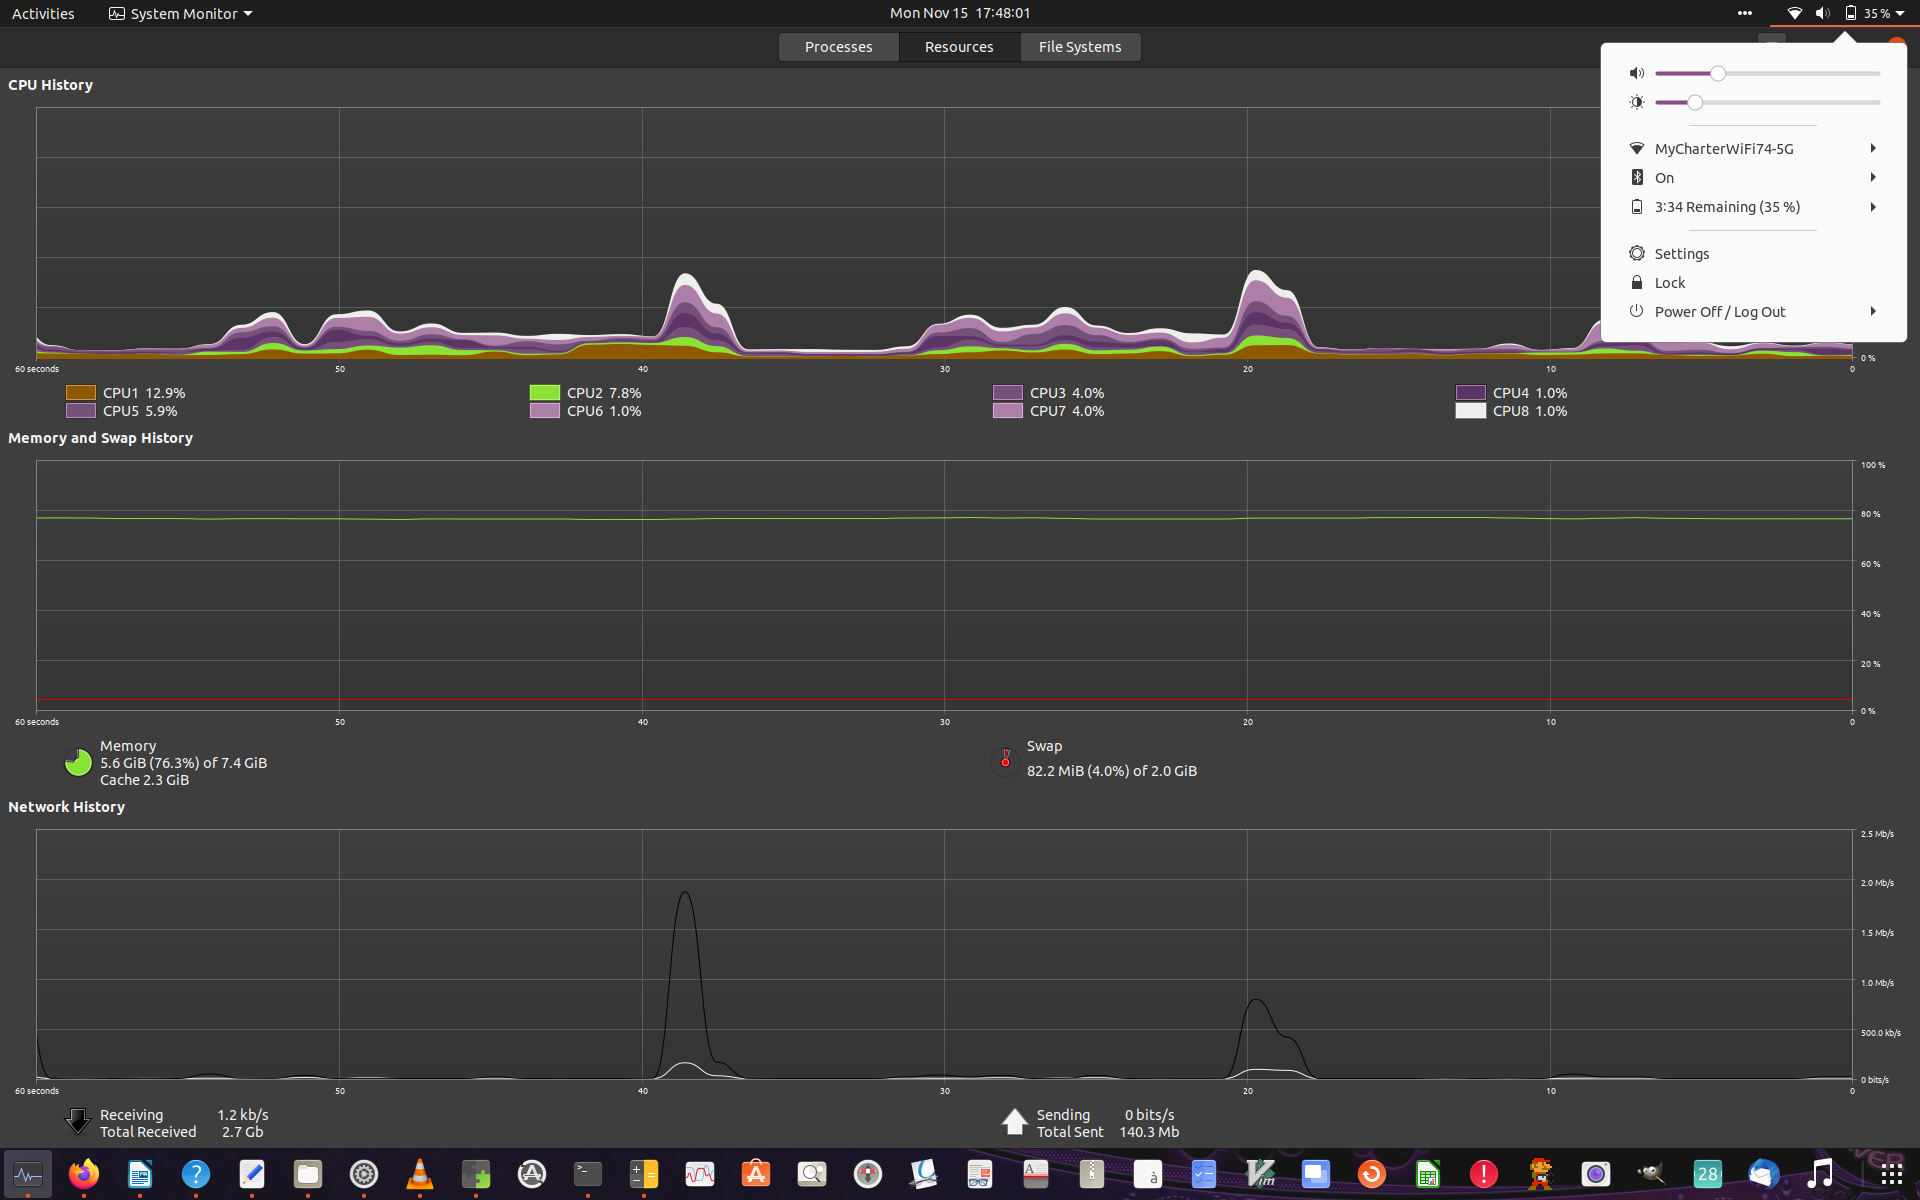 Activities System Monitor Mon Nov 15 17:48:01 35 %
Processes Resources File Systems
CPU History
MyCharterWiFi74-5G
On
3:34 Remaining (35 %)
Settings
Lock
Power Off / Log Out
0 %
60 seconds 50 40 30 20 10 0
CPU1 12.9% CPU2 7.8% CPU3 4.0% CPU4 1.0%
CPU5 5.9% CPU6 1.0% CPU7 4.0% CPU8 1.0%
Memory and Swap History
100 %
80 %
60 %
40 %
20 %
0 %
60 seconds 50 40 30 20 10 0
Memory
5.6 GiB (76.3%) of 7.4 GiB
Cache 2.3 GiB
Swap
82.2 MiB (4.0%) of 2.0 GiB
Network History
2.5 Mb/s
2.0 Mb/s
1.5 Mb/s
1.0 Mb/s
500.0 kb/s
0 bits/s
60 seconds 50 40 30 20 10 0
Receiving 1.2 kb/s
Total Received 2.7 Gb
Sending 0 bits/s
Total Sent 140.3 Mb
28